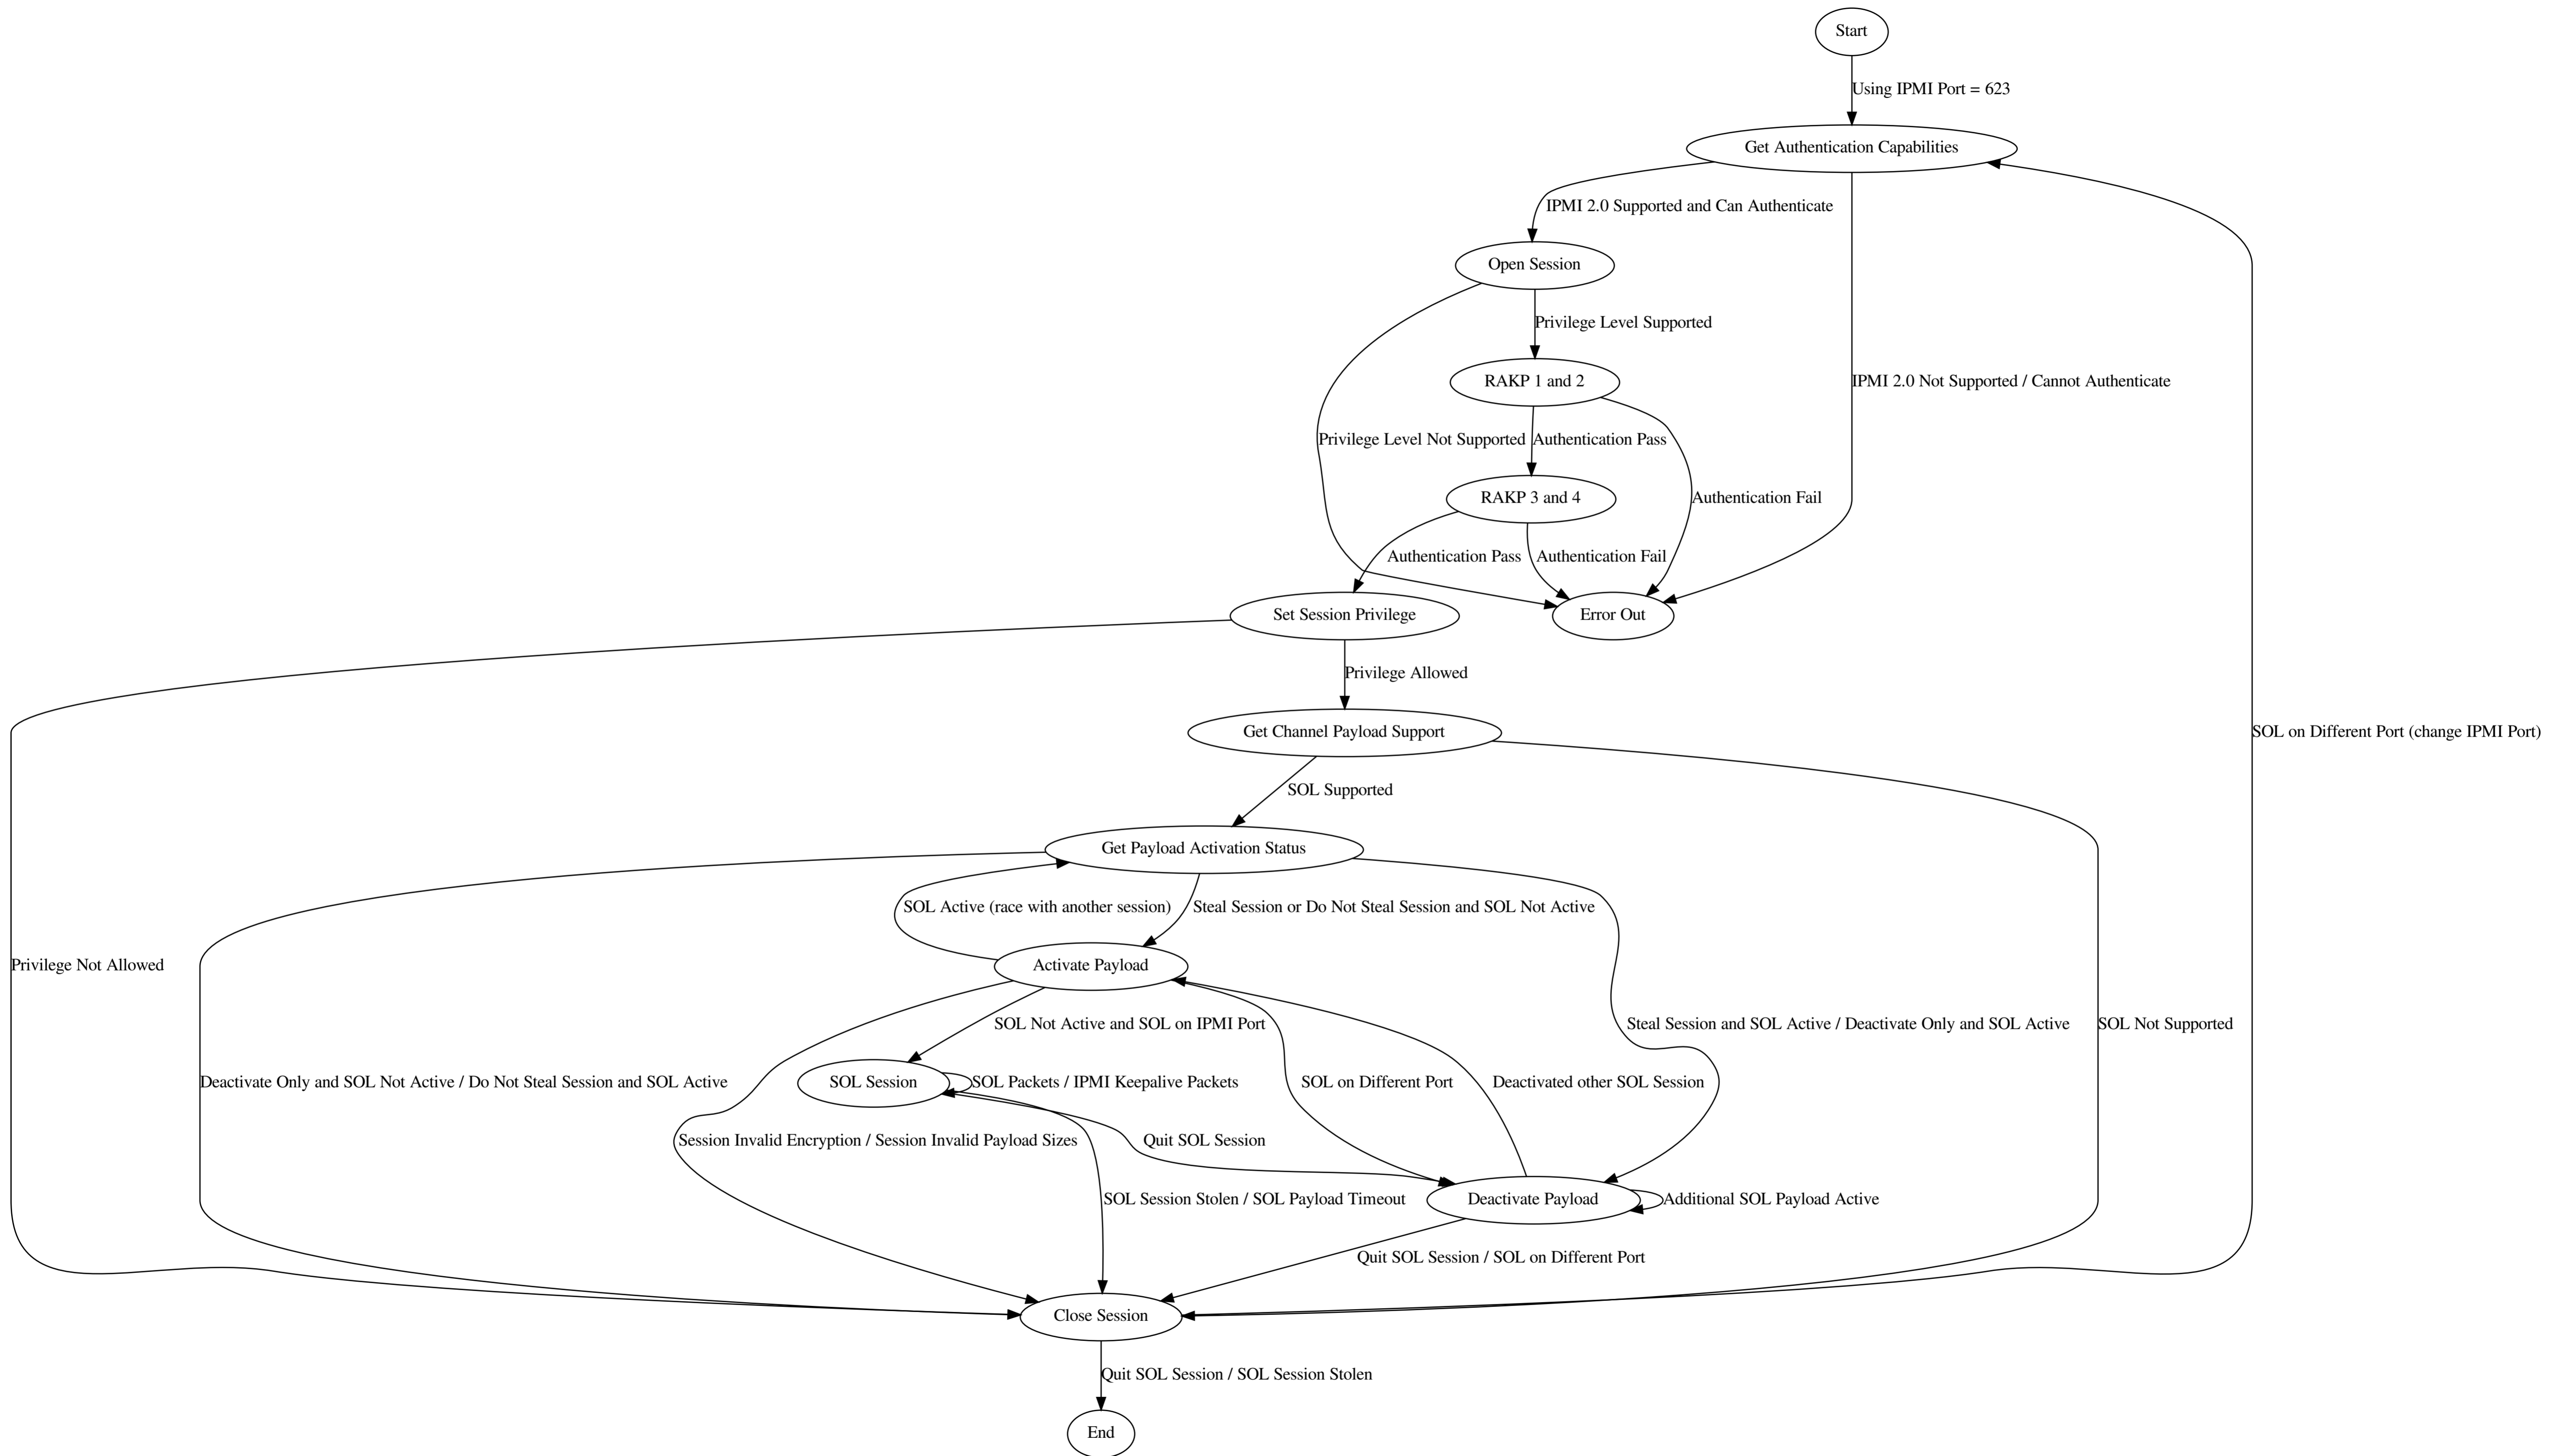 Start
Using IPMI Port = 623
Get Authentication Capabilities
IPMI 2.0 Supported and Can Authenticate
Open Session
Privilege Level Supported
RAKP 1 and 2
IPMI 2.0 Not Supported / Cannot Authenticate
Privilege Level Not Supported
Authentication Pass
RAKP 3 and 4
Authentication Fail
Authentication Pass
Authentication Fail
Set Session Privilege
Error Out
Privilege Allowed
Get Channel Payload Support
SOL on Different Port (change IPMI Port)
SOL Supported
Get Payload Activation Status
SOL Active (race with another session)
Steal Session or Do Not Steal Session and SOL Not Active
Privilege Not Allowed
Activate Payload
SOL Not Active and SOL on IPMI Port
Steal Session and SOL Active / Deactivate Only and SOL Active
SOL Not Supported
Deactivate Only and SOL Not Active / Do Not Steal Session and SOL Active
SOL Session
SOL Packets / IPMI Keepalive Packets
SOL on Different Port
Deactivated other SOL Session
Session Invalid Encryption / Session Invalid Payload Sizes
Quit SOL Session
SOL Session Stolen / SOL Payload Timeout
Deactivate Payload
Additional SOL Payload Active
Quit SOL Session / SOL on Different Port
Close Session
Quit SOL Session / SOL Session Stolen
End